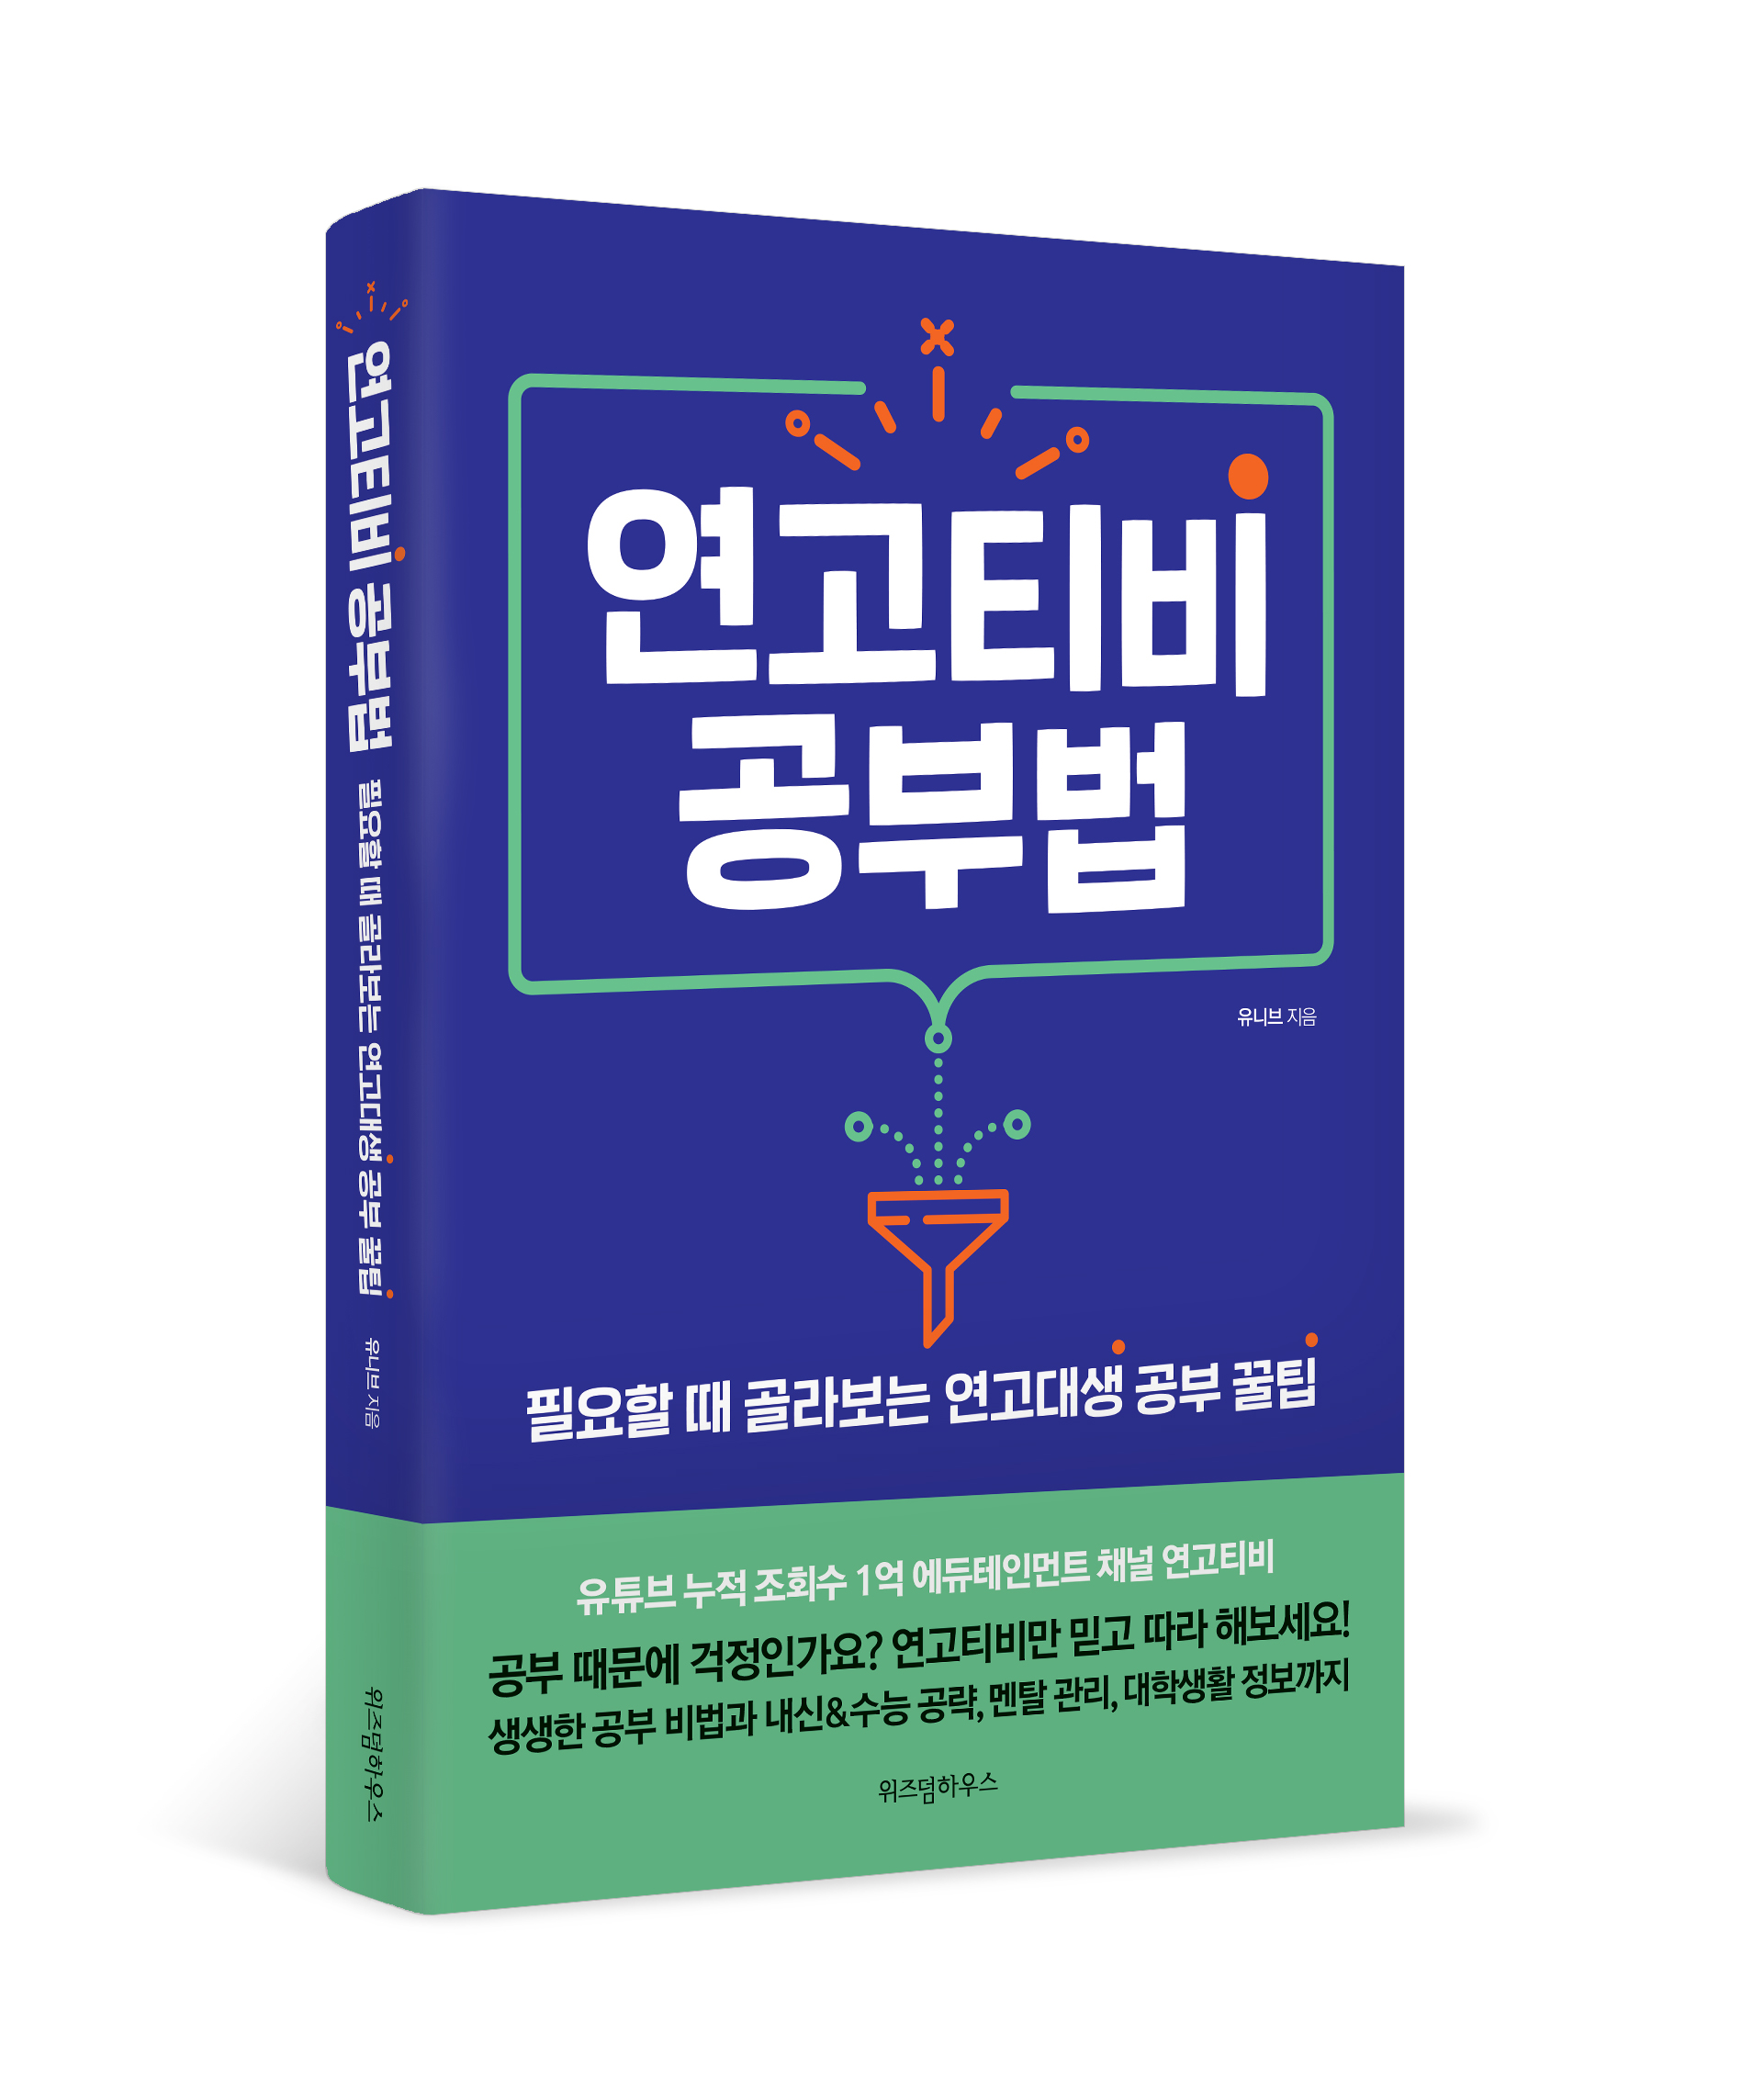 연고티비
공부법
유니브 지음
필요할 때 골라보는 연고대생 공부 꿀팁
유튜브 누적 조회수 1억 에듀테인먼트 채널 연고티비
공부 때문에 걱정인가요? 연고티비만 믿고 따라 해보세요!
생생한 공부 비법과 내신&수능 공략, 멘탈 관리, 대학생활 정보까지
위즈덤하우스
연고티비 공부법 필요할 때 골라보는 연고대생 공부 꿀팁 유니브 지음 위즈덤하우스